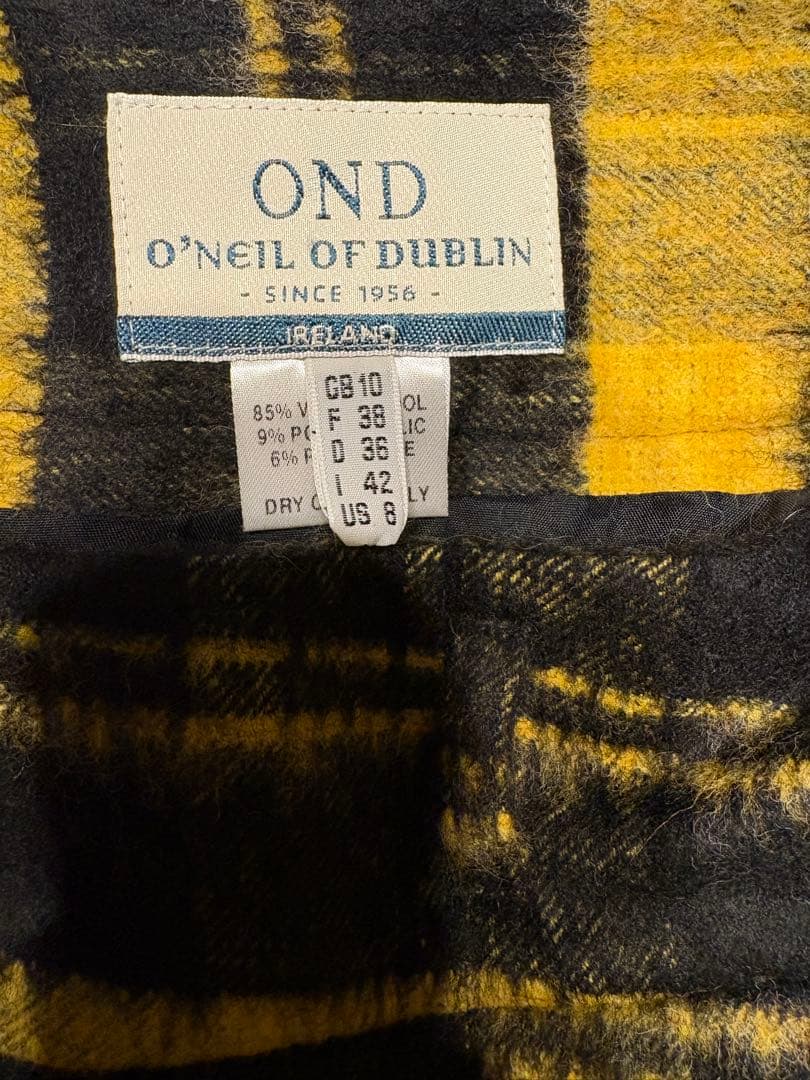 OND
O'NEIL OF DUBLIN
- SINCE 1956 -
IRELAND
GB 10
F 38
D 36
I 42
US 8
85%
9%
6%
DRY